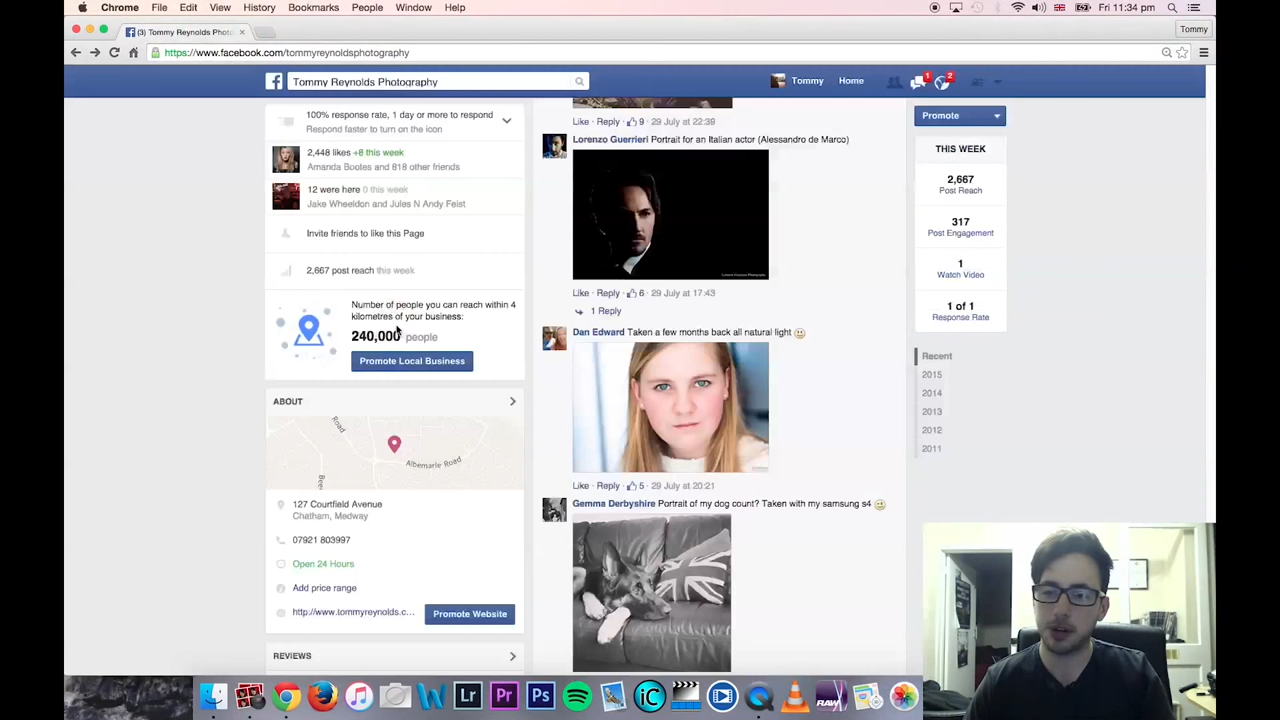 Chrome File Edit View History Bookmarks People Window Help Fri 11:34 pm
(3) Tommy Reynolds Photo
Tommy
https://www.facebook.com/tommyreynoldsphotography
Tommy Reynolds Photography
Tommy Home 1 2
100% response rate, 1 day or more to respond
Respond faster to turn on the icon
2,448 likes +8 this week
Amanda Bootes and 818 other friends
12 were here 0 this week
Jake Wheeldon and Jules N Andy Feist
Invite friends to like this Page
2,667 post reach this week
Number of people you can reach within 4
kilometres of your business:
240,000 people
Promote Local Business
ABOUT
Road
Albemarle Road
127 Courtfield Avenue
Chatham, Medway
07921 803997
Open 24 Hours
Add price range
http://www.tommyreynolds.c... Promote Website
REVIEWS
Like · Reply · 9 · 29 July at 22:39
Lorenzo Guerrieri Portrait for an Italian actor (Alessandro de Marco)
Like · Reply · 6 · 29 July at 17:43
1 Reply
Dan Edward Taken a few months back all natural light
Like · Reply · 5 · 29 July at 20:21
Gemma Derbyshire Portrait of my dog count? Taken with my samsung s4
Promote
THIS WEEK
2,667
Post Reach
317
Post Engagement
1
Watch Video
1 of 1
Response Rate
Recent
2015
2014
2013
2012
2011
W Lr Pr Ps iC RAW